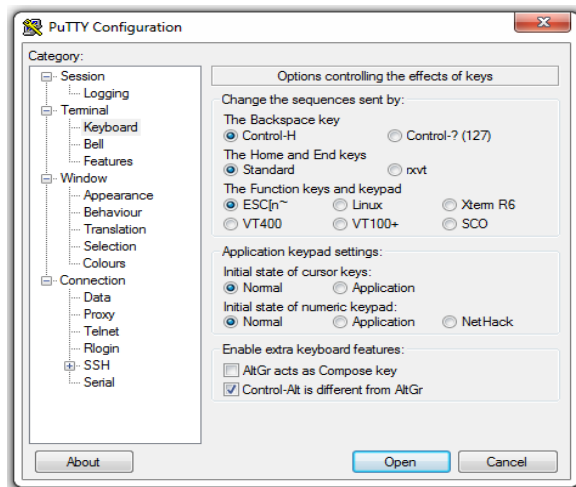 PuTTY Configuration
Category:
Session
Logging
Terminal
Keyboard
Bell
Features
Window
Appearance
Behaviour
Translation
Selection
Colours
Connection
Data
Proxy
Telnet
Rlogin
SSH
Serial
Options controlling the effects of keys
Change the sequences sent by:
The Backspace key
Control-H Control-? (127)
The Home and End keys
Standard rxvt
The Function keys and keypad
ESC[n~ Linux Xterm R6
VT400 VT100+ SCO
Application keypad settings:
Initial state of cursor keys:
Normal Application
Initial state of numeric keypad:
Normal Application NetHack
Enable extra keyboard features:
AltGr acts as Compose key
Control-Alt is different from AltGr
About Open Cancel